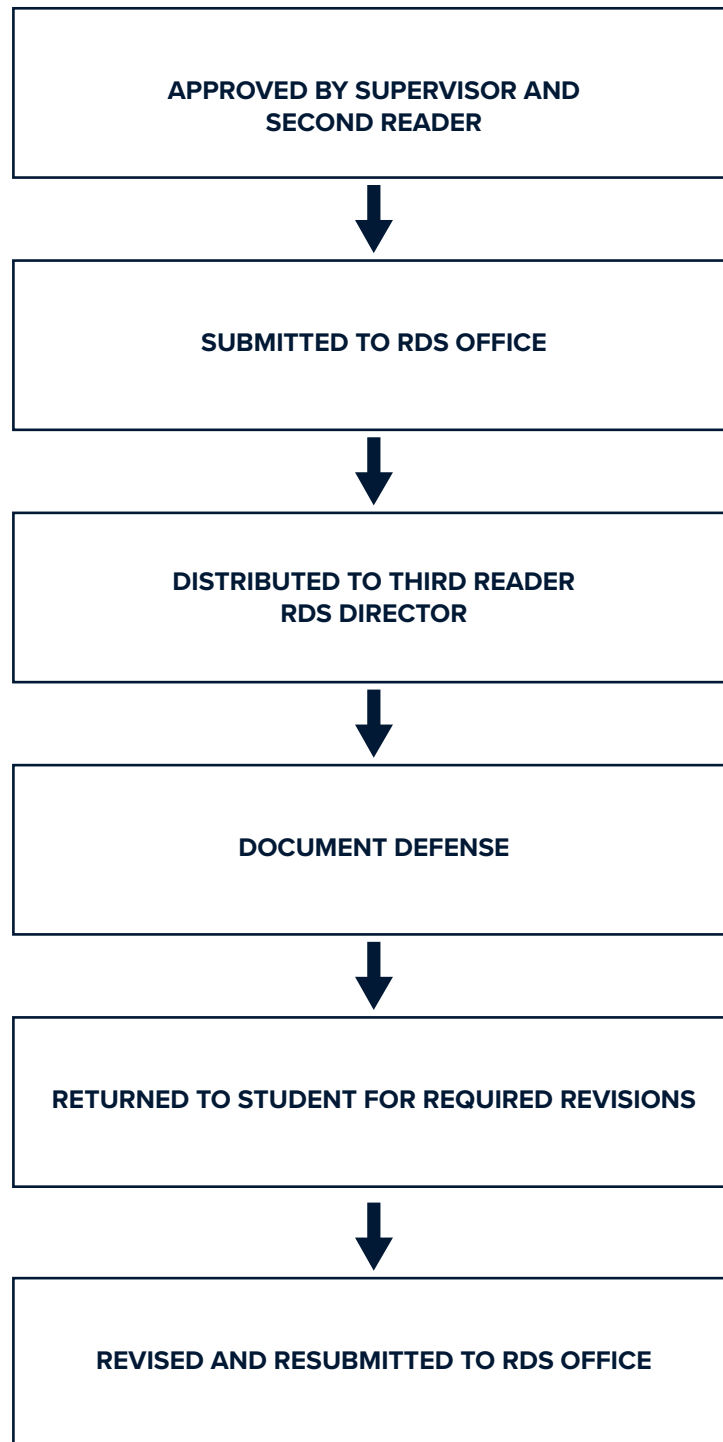 APPROVED BY SUPERVISOR AND
SECOND READER
SUBMITTED TO RDS OFFICE
DISTRIBUTED TO THIRD READER
RDS DIRECTOR
DOCUMENT DEFENSE
RETURNED TO STUDENT FOR REQUIRED REVISIONS
REVISED AND RESUBMITTED TO RDS OFFICE